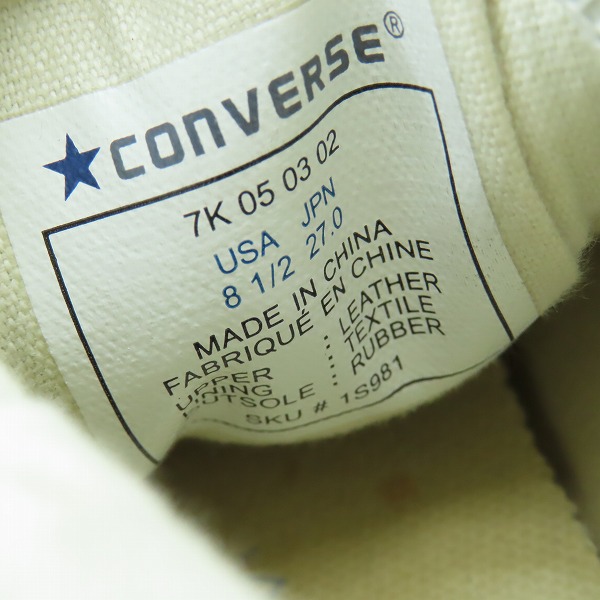 ★CONVERSE®
7K 05 03 02
USA JPN
8 1/2 27.0
MADE IN CHINA
FABRIQUÉ EN CHINE
UPPER : LEATHER
LINING : TEXTILE
OUTSOLE : RUBBER
SKU # 1S981